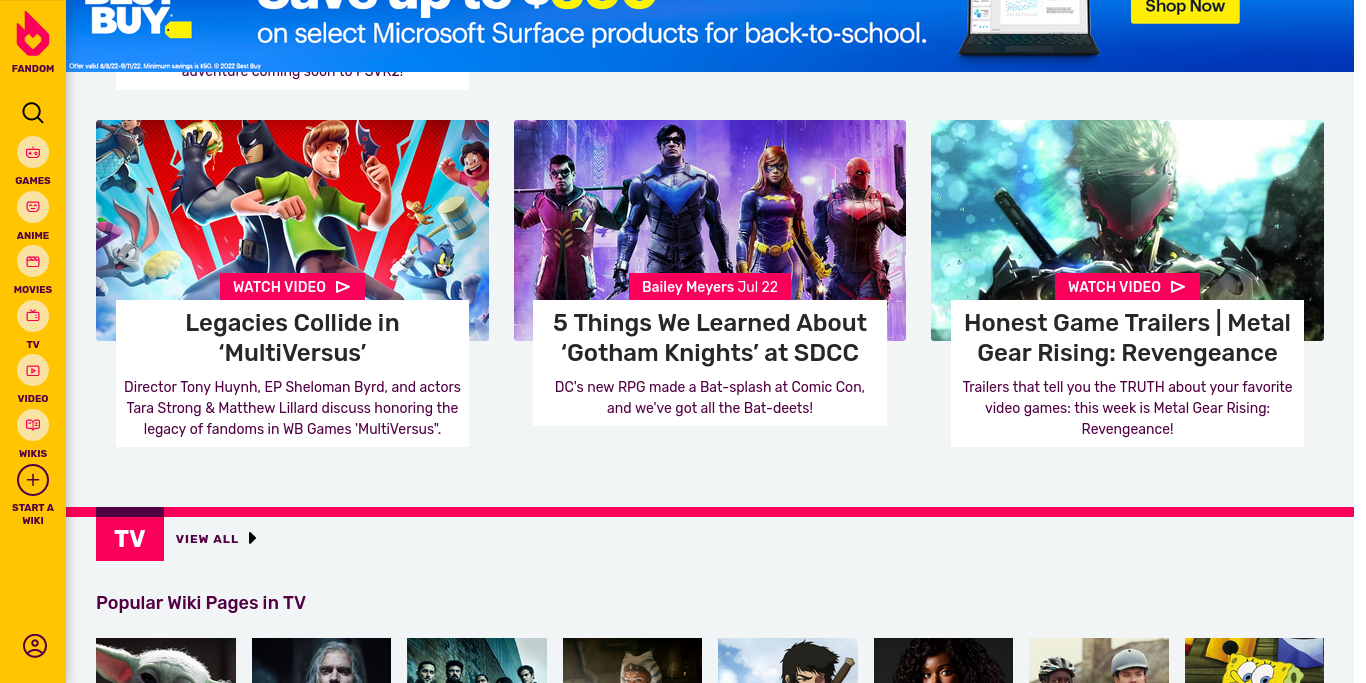 BEST
BUY
Save up to $500
Shop Now
on select Microsoft Surface products for back-to-school.
Offer valid 8/8/22-9/11/22. Minimum savings is $50. © 2022 Best Buy
FANDOM
GAMES
ANIME
MOVIES
TV
VIDEO
WIKIS
START A
WIKI
adventure coming soon to PSVR2!
WATCH VIDEO
Legacies Collide in
‘MultiVersus’
Director Tony Huynh, EP Sheloman Byrd, and actors
Tara Strong & Matthew Lillard discuss honoring the
legacy of fandoms in WB Games 'MultiVersus".
Bailey Meyers Jul 22
5 Things We Learned About
‘Gotham Knights’ at SDCC
DC's new RPG made a Bat-splash at Comic Con,
and we've got all the Bat-deets!
WATCH VIDEO
Honest Game Trailers | Metal
Gear Rising: Revengeance
Trailers that tell you the TRUTH about your favorite
video games: this week is Metal Gear Rising:
Revengeance!
TV
VIEW ALL
Popular Wiki Pages in TV